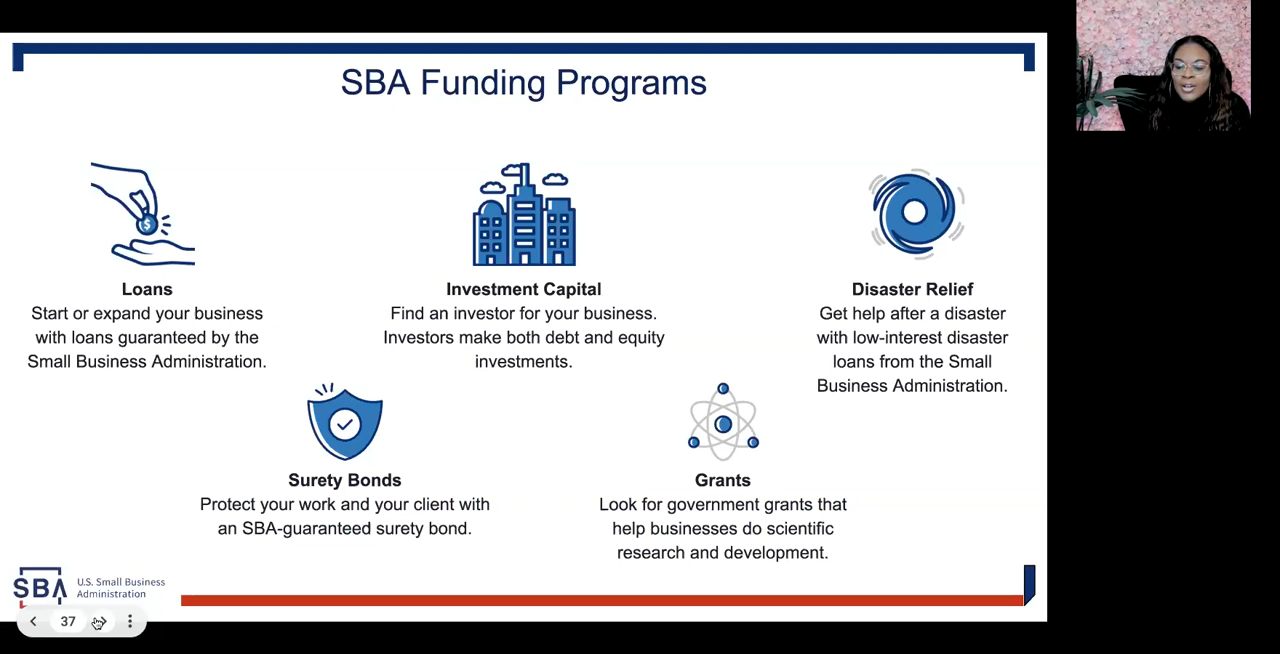 SBA Funding Programs
$
Loans
Start or expand your business
with loans guaranteed by the
Small Business Administration.
Investment Capital
Find an investor for your business.
Investors make both debt and equity
investments.
Disaster Relief
Get help after a disaster
with low-interest disaster
loans from the Small
Business Administration.
Surety Bonds
Protect your work and your client with
an SBA-guaranteed surety bond.
Grants
Look for government grants that
help businesses do scientific
research and development.
SBA
U.S. Small Business
Administration
37